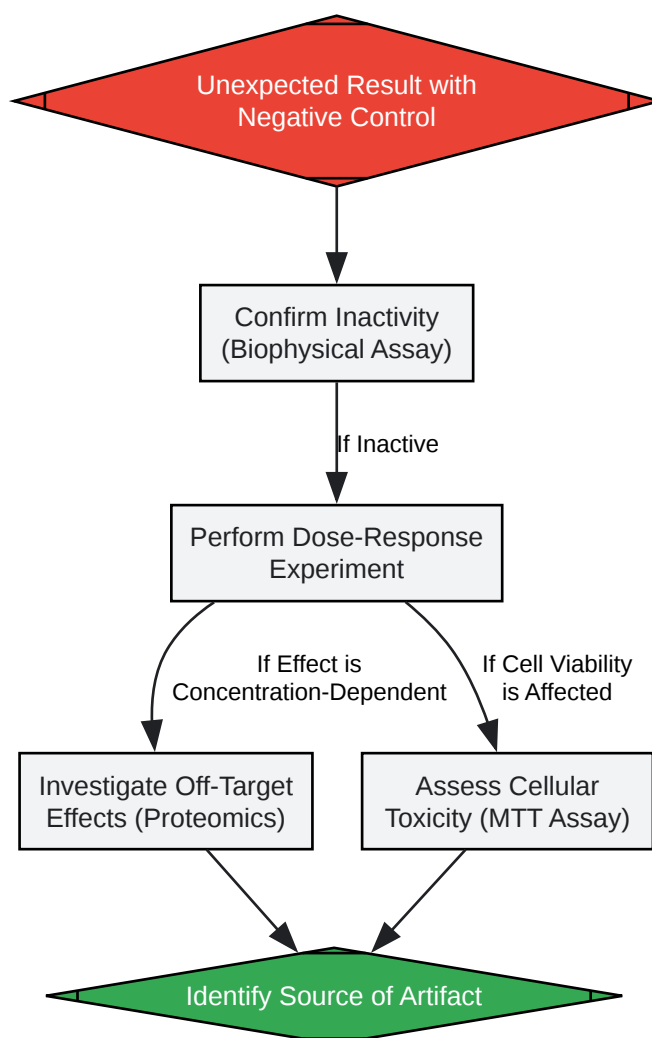 Unexpected Result with
Negative Control
Confirm Inactivity
(Biophysical Assay)
If Inactive
Perform Dose-Response
Experiment
If Effect is
Concentration-Dependent
If Cell Viability
is Affected
Investigate Off-Target
Effects (Proteomics)
Assess Cellular
Toxicity (MTT Assay)
Identify Source of Artifact